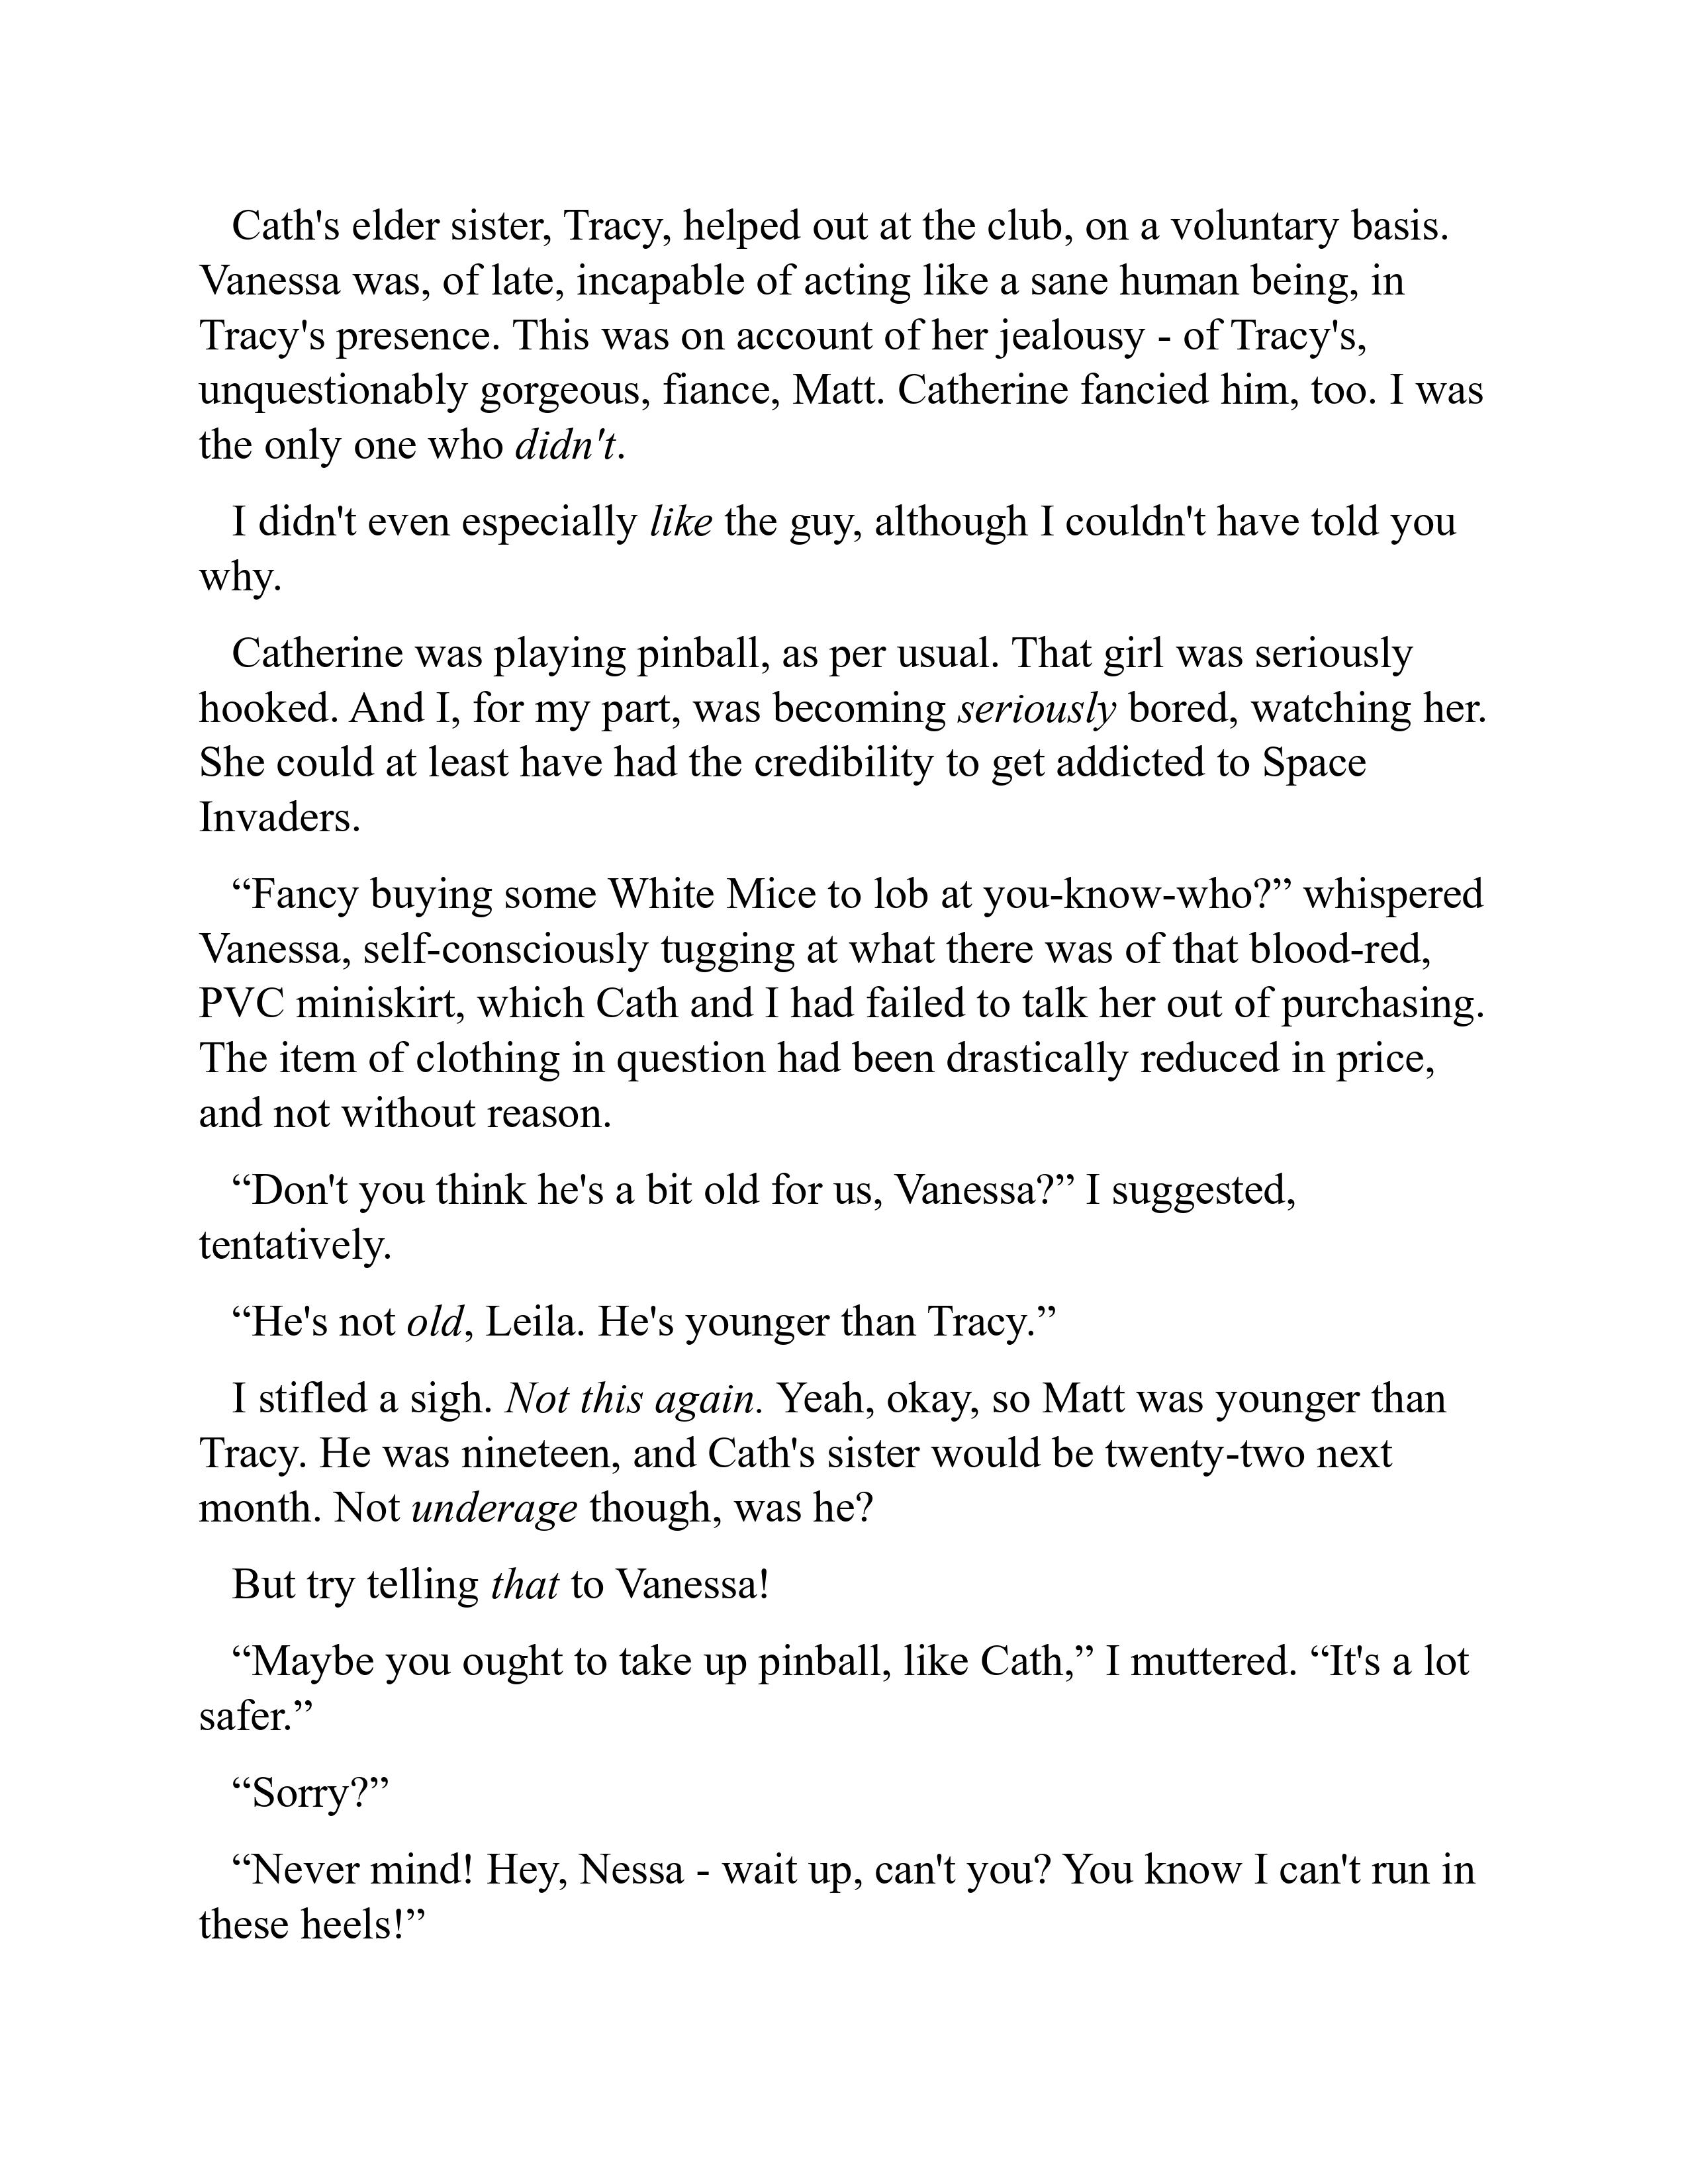 Cath's elder sister, Tracy, helped out at the club, on a voluntary basis.
Vanessa was, of late, incapable of acting like a sane human being, in
Tracy's presence. This was on account of her jealousy - of Tracy's,
unquestionably gorgeous, fiance, Matt. Catherine fancied him, too. I was
the only one who didn't.
I didn't even especially like the guy, although I couldn't have told you
why.
Catherine was playing pinball, as per usual. That girl was seriously
hooked. And I, for my part, was becoming seriously bored, watching her.
She could at least have had the credibility to get addicted to Space
Invaders.
“Fancy buying some White Mice to lob at you-know-who?” whispered
Vanessa, self-consciously tugging at what there was of that blood-red,
PVC miniskirt, which Cath and I had failed to talk her out of purchasing.
The item of clothing in question had been drastically reduced in price,
and not without reason.
“Don't you think he's a bit old for us, Vanessa?” I suggested,
tentatively.
“He's not old, Leila. He's younger than Tracy.”
I stifled a sigh. Not this again. Yeah, okay, so Matt was younger than
Tracy. He was nineteen, and Cath's sister would be twenty-two next
month. Not underage though, was he?
But try telling that to Vanessa!
“Maybe you ought to take up pinball, like Cath,” I muttered. “It's a lot
safer.”
“Sorry?”
“Never mind! Hey, Nessa - wait up, can't you? You know I can't run in
these heels!”